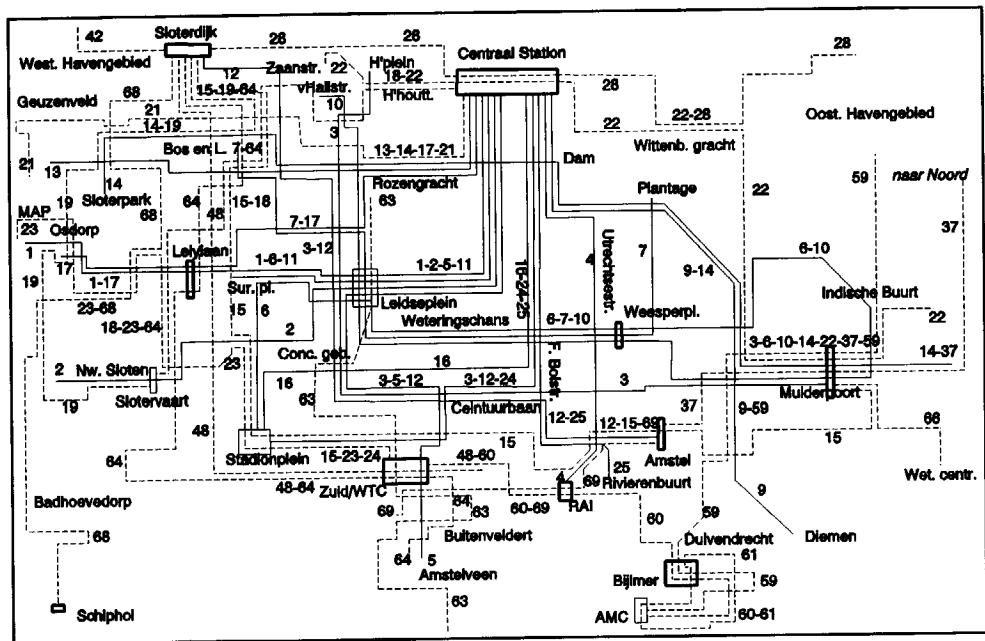 42
Sloterdijk
26
26
Centraal Station
28
West. Havengebied
12
Zaanstr.
22
H'plein
18-22
Geuzenveld
68
15-19-64
vHallstr.
H'houtt.
26
22-28
Oost. Havengebied
21
14-19
10
3
22
Wittenb. gracht
Bos en L.
7-64
13-14-17-21
Dam
21
13
14
Rozengracht
59
naar Noord
Sloterpark
19
68
64
48
15-18
63
Plantage
22
37
MAP
23
Osdorp
7-17
3-12
Utrechtsestr.
4
7
6-10
1
17
Lelylaan
1-6-11
1-2-5-11
16-24-25
9-14
19
1-17
23-68
Sur. pl.
Leidseplein
Indische Buurt
18-23-64
15
6
2
Weteringschans
6-7-10
Weesperpl.
22
3-6-10-14-22-37-59
14-37
2
Nw. Sloten
23
Conc. geb.
16
F. Bolstr.
19
Slotervaart
16
63
3-5-12
3-12-24
3
Muiderpoort
Ceintuurbaan
37
9-59
48
12-25
12-15-69
15
66
64
Stadionplein
15-23-24
48-60
15
Amstel
25
Wet. centr.
48-64
Zuid/WTC
4
69
Rivierenbuurt
9
Badhoevedorp
69
64
63
60-69
RAI
60
59
68
Buitenveldert
Duivendrecht
Diemen
64
5
61
Amstelveen
Bijlmer
59
Schiphol
63
AMC
60-61